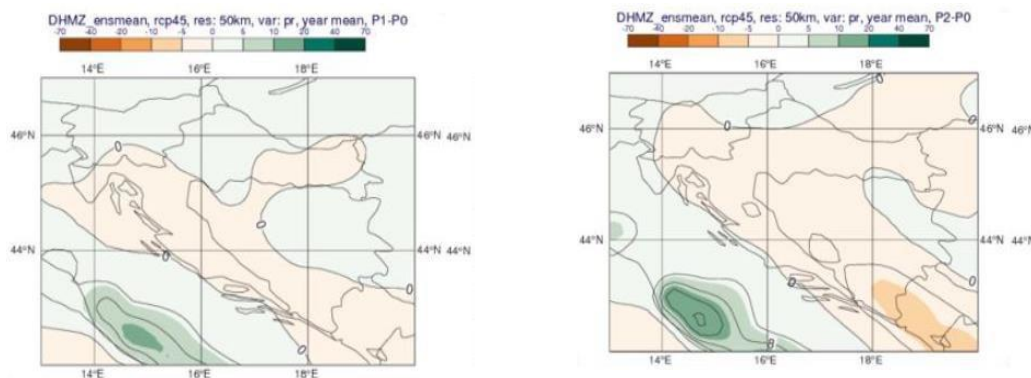 DHMZ_ensmean, rcp45, res: 50km, var: pr, year mean, P1-P0
-70 -20 -10 -5 0 5 10 20 40 70
14°E 16°E 18°E
46°N 46°N
44°N 44°N
14°E 16°E 18°E
0 0 0 0
DHMZ_ensmean, rcp45, res: 50km, var: pr, year mean, P2-P0
-70 -20 -10 -5 0 5 10 20 40 70
14°E 16°E 18°E
46°N 46°N
44°N 44°N
14°E 16°E 18°E
0 0 0 0